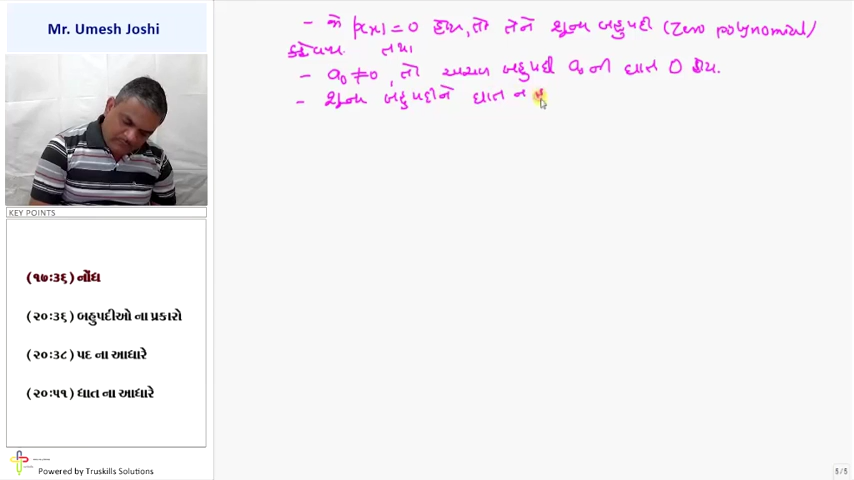 Mr. Umesh Joshi
- જો p(x) = 0 હોય, તો તેને શૂન્ય બહુપદી (Zero polynomial)
કહેવાય. તથા
- a₀ ≠ 0, તો અચળ બહુપદી a₀ ની ઘાત 0 હોય.
- શૂન્ય બહુપદીને ઘાત ન
KEY POINTS
(૧૭:૩૬) નોંધ
(૨૦:૩૬) બહુપદીઓ ના પ્રકારો
(૨૦:૩૮) પદ ના આધારે
(૨૦:૫૧) ઘાત ના આધારે
Powered by Truskills Solutions
5/5